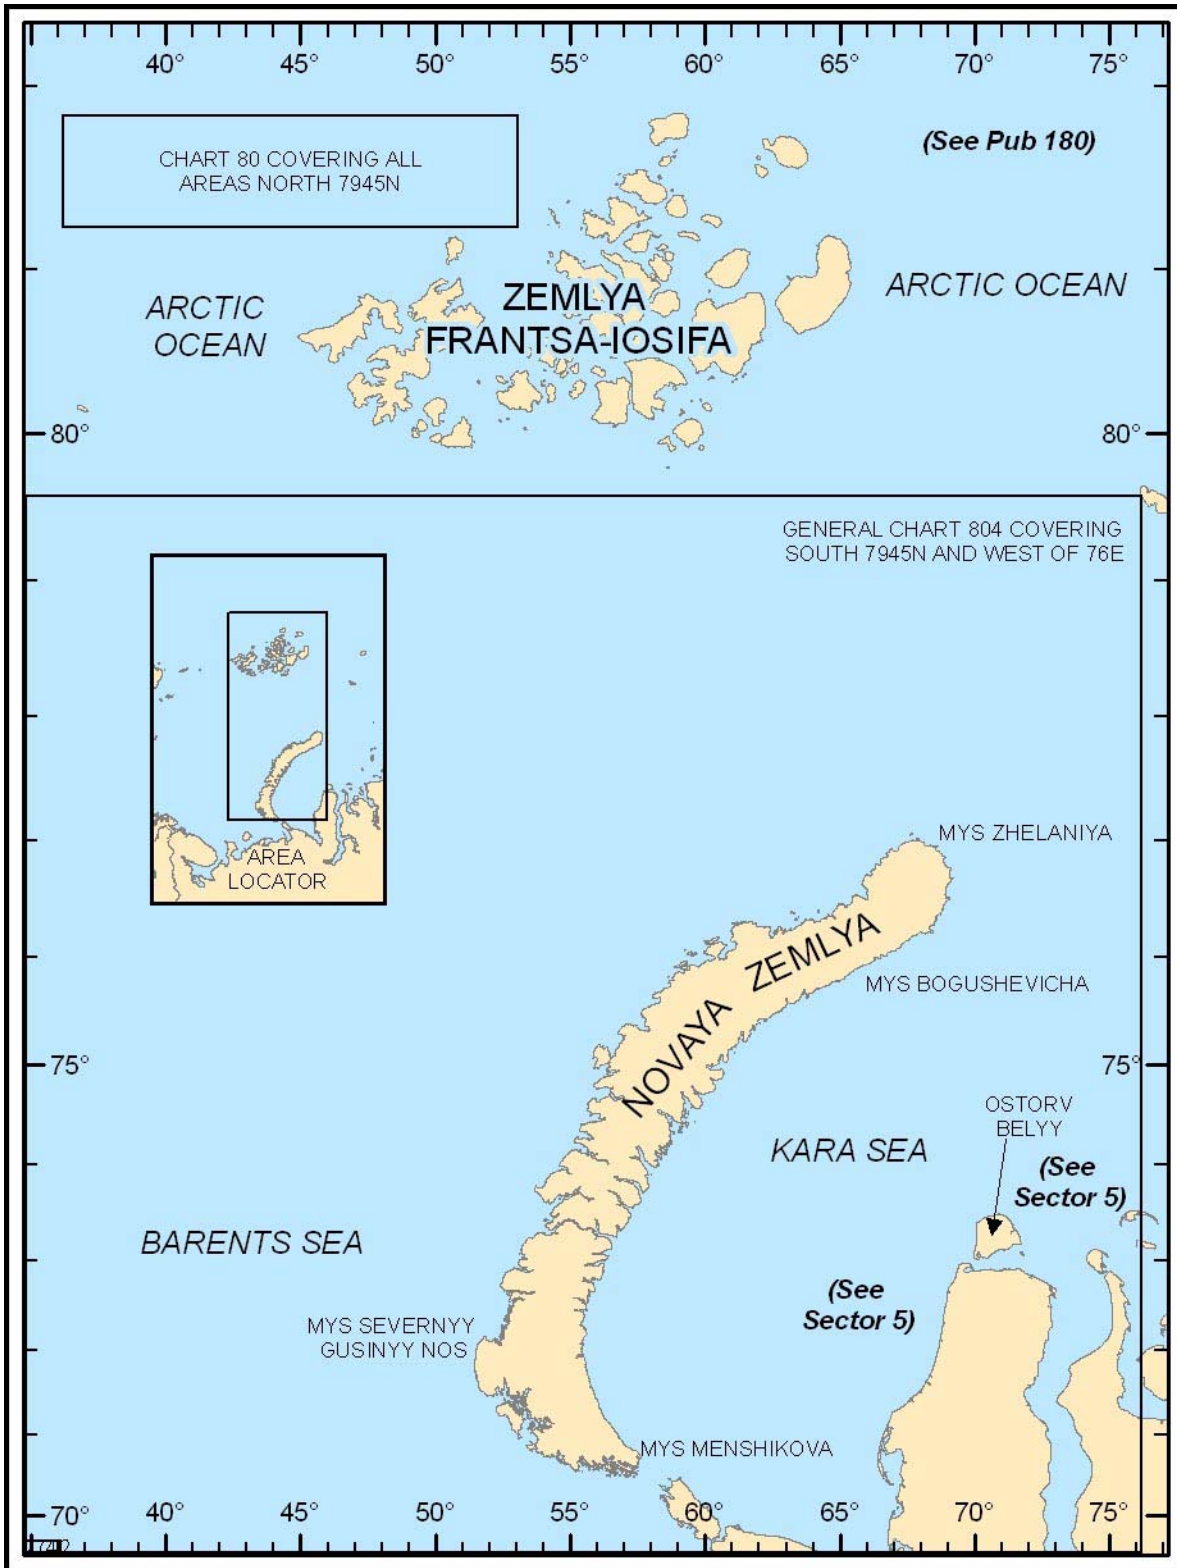 40° 45° 50° 55° 60° 65° 70° 75°
CHART 80 COVERING ALL
AREAS NORTH 7945N
(See Pub 180)
ARCTIC
OCEAN
ZEMLYA
FRANTSA-IOSIFA
ARCTIC OCEAN
80° 80°
GENERAL CHART 804 COVERING
SOUTH 7945N AND WEST OF 76E
AREA
LOCATOR
MYS ZHELANIYA
NOVAYA ZEMLYA
MYS BOGUSHEVICHA
75° 75°
OSTORV
BELYY
KARA SEA
(See
Sector 5)
BARENTS SEA
(See
Sector 5)
MYS SEVERNYY
GUSINYY NOS
MYS MENSHIKOVA
70° 40° 45° 50° 55° 60° 65° 70° 75°